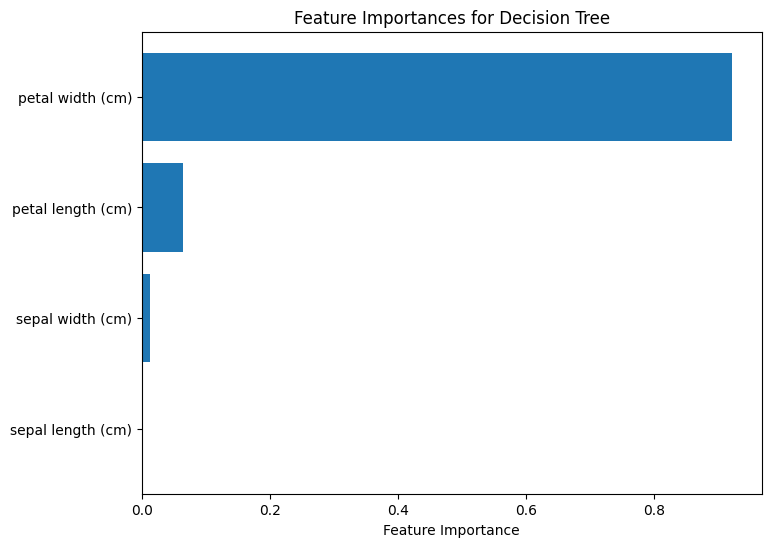 Feature Importances for Decision Tree
petal width (cm)
petal length (cm)
sepal width (cm)
sepal length (cm)
0.0 0.2 0.4 0.6 0.8
Feature Importance